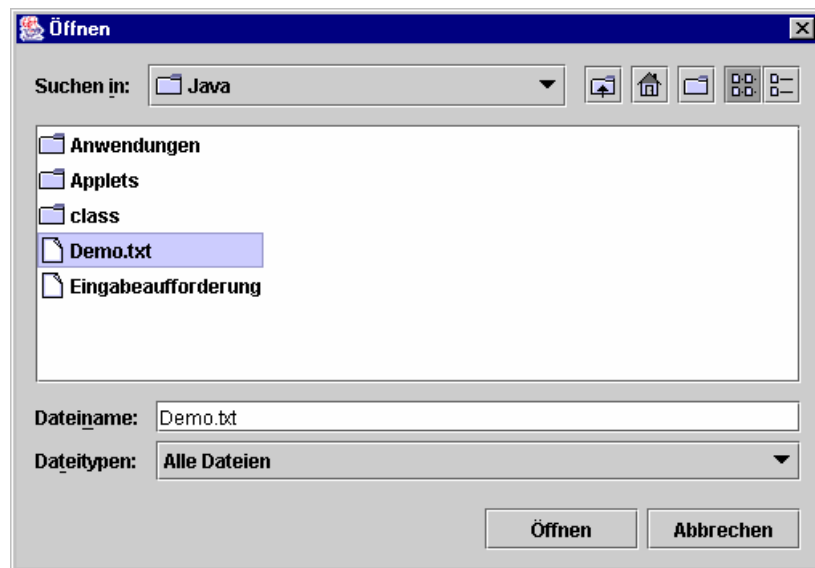 Öffnen
Suchen in: Java
Anwendungen
Applets
class
Demo.txt
Eingabeaufforderung
Dateiname: Demo.txt
Dateitypen: Alle Dateien
Öffnen Abbrechen